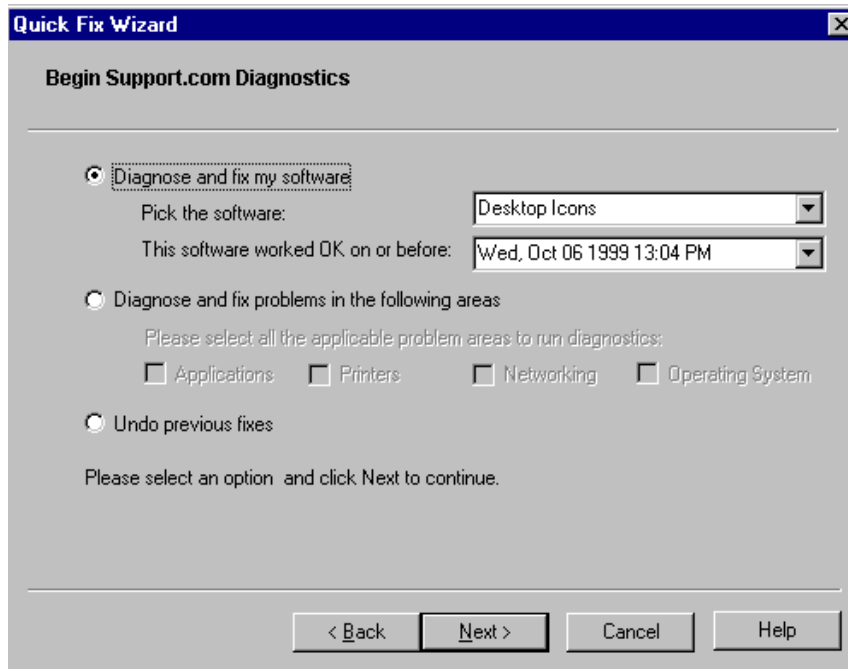 Quick Fix Wizard
Begin Support.com Diagnostics
Diagnose and fix my software
Pick the software: Desktop Icons
This software worked OK on or before: Wed, Oct 06 1999 13:04 PM
Diagnose and fix problems in the following areas
Please select all the applicable problem areas to run diagnostics:
Applications Printers Networking Operating System
Undo previous fixes
Please select an option and click Next to continue.
< Back Next > Cancel Help